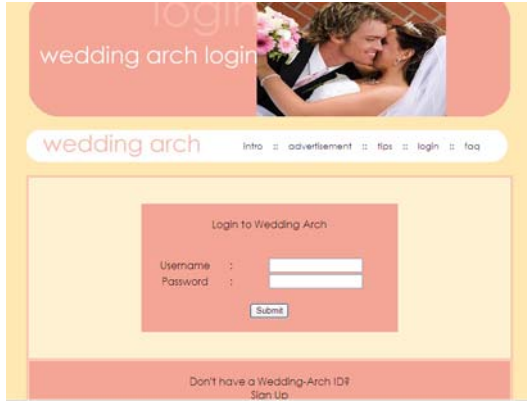 login
wedding arch login
wedding arch
intro :: advertisement :: tips :: login :: faq
Login to Wedding Arch
Username :
Password :
Submit
Don't have a Wedding-Arch ID?
Sign Up